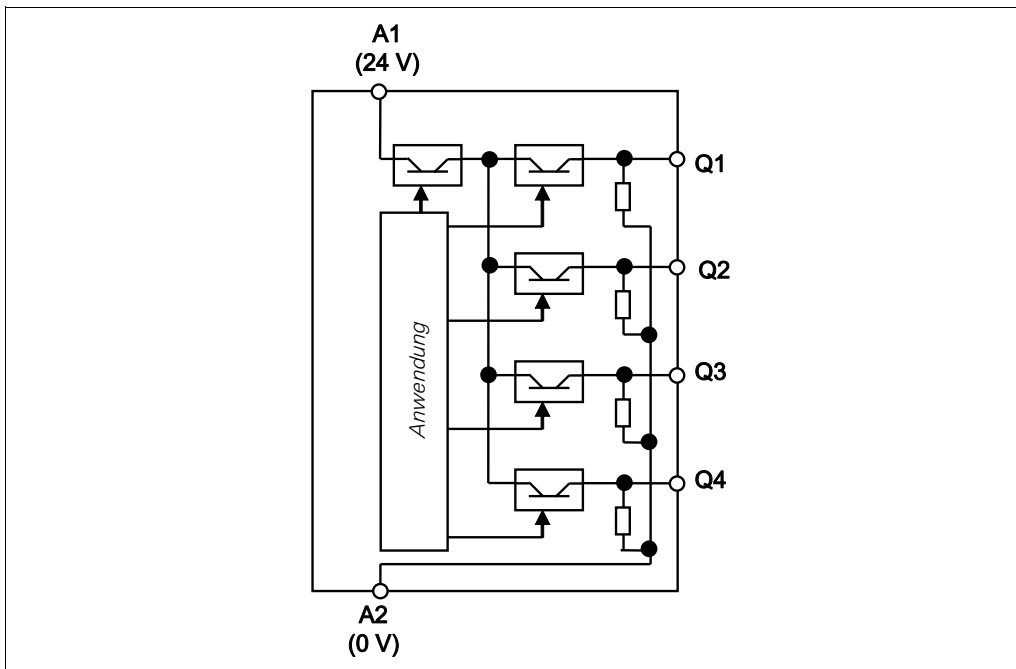 A1
(24 V)
Q1
Q2
Anwendung
Q3
Q4
A2
(0 V)